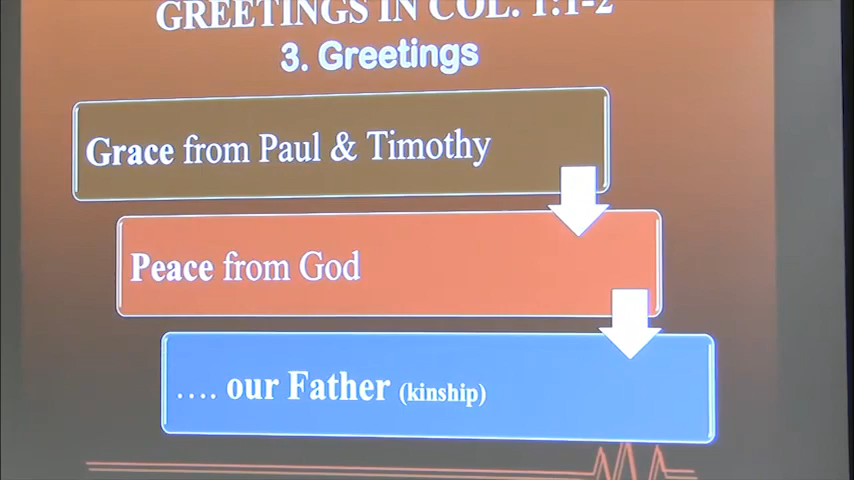 GREETINGS IN COL. 1:1-2
3. Greetings
Grace from Paul & Timothy
Peace from God
.... our Father (kinship)